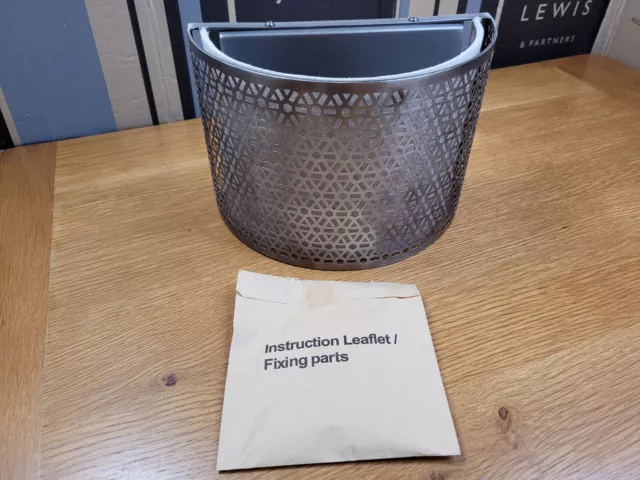 LEWIS
& PARTNERS
Instruction Leaflet /
Fixing parts